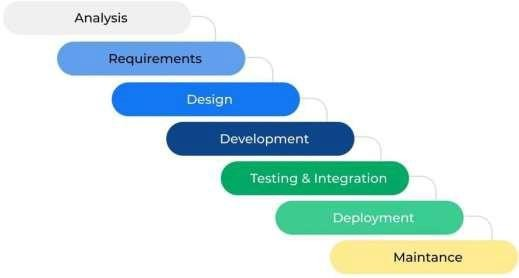 Analysis
Requirements
Design
Development
Testing & Integration
Deployment
Maintance